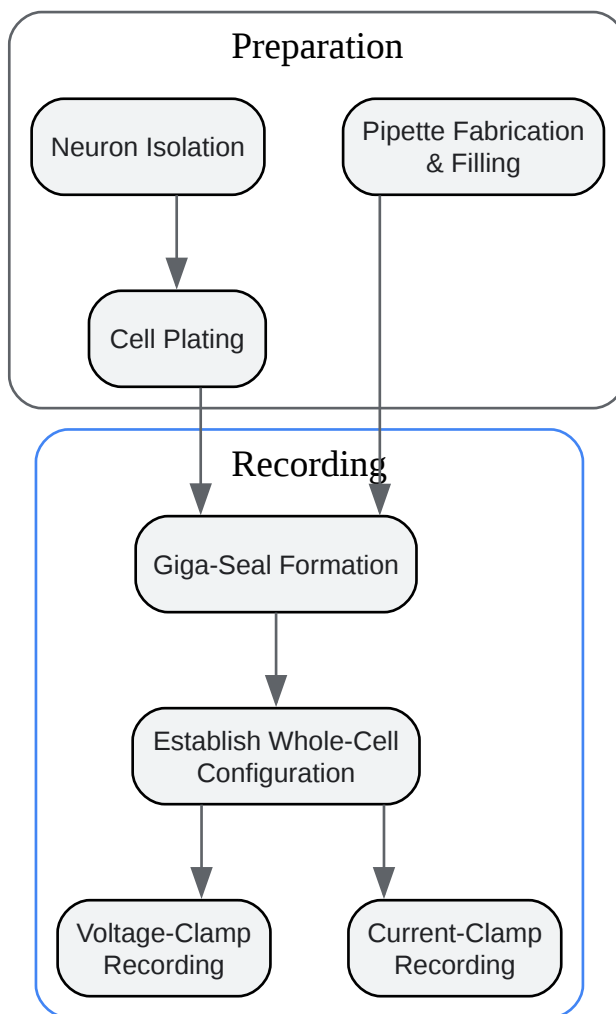 Preparation
Neuron Isolation
Pipette Fabrication
& Filling
Cell Plating
Recording
Giga-Seal Formation
Establish Whole-Cell
Configuration
Voltage-Clamp
Recording
Current-Clamp
Recording